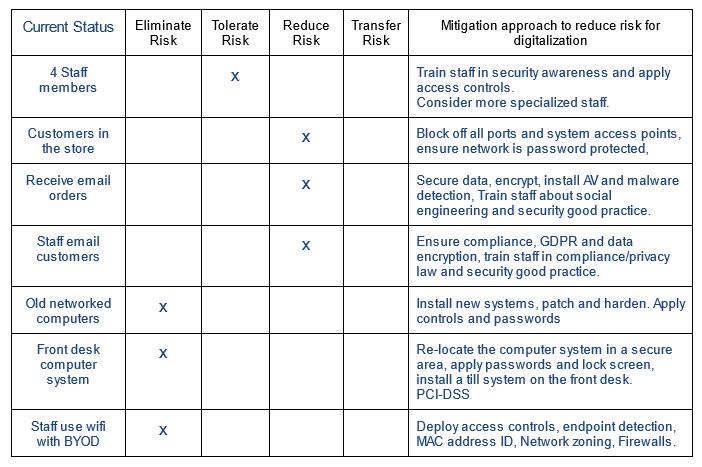 Current Status
Eliminate
Risk
Tolerate
Risk
Reduce
Risk
Transfer
Risk
Mitigation approach to reduce risk for
digitalization
4 Staff
members
X
Train staff in security awareness and apply
access controls.
Consider more specialized staff.
Customers in
the store
X
Block off all ports and system access points,
ensure network is password protected,
Receive email
orders
X
Secure data, encrypt, install AV and malware
detection, Train staff about social
engineering and security good practice.
Staff email
customers
X
Ensure compliance, GDPR and data
encryption, train staff in compliance/privacy
law and security good practice.
Old networked
computers
X
Install new systems, patch and harden. Apply
controls and passwords
Front desk
computer
system
X
Re-locate the computer system in a secure
area, apply passwords and lock screen,
install a till system on the front desk.
PCI-DSS
Staff use wifi
with BYOD
X
Deploy access controls, endpoint detection,
MAC address ID, Network zoning, Firewalls.